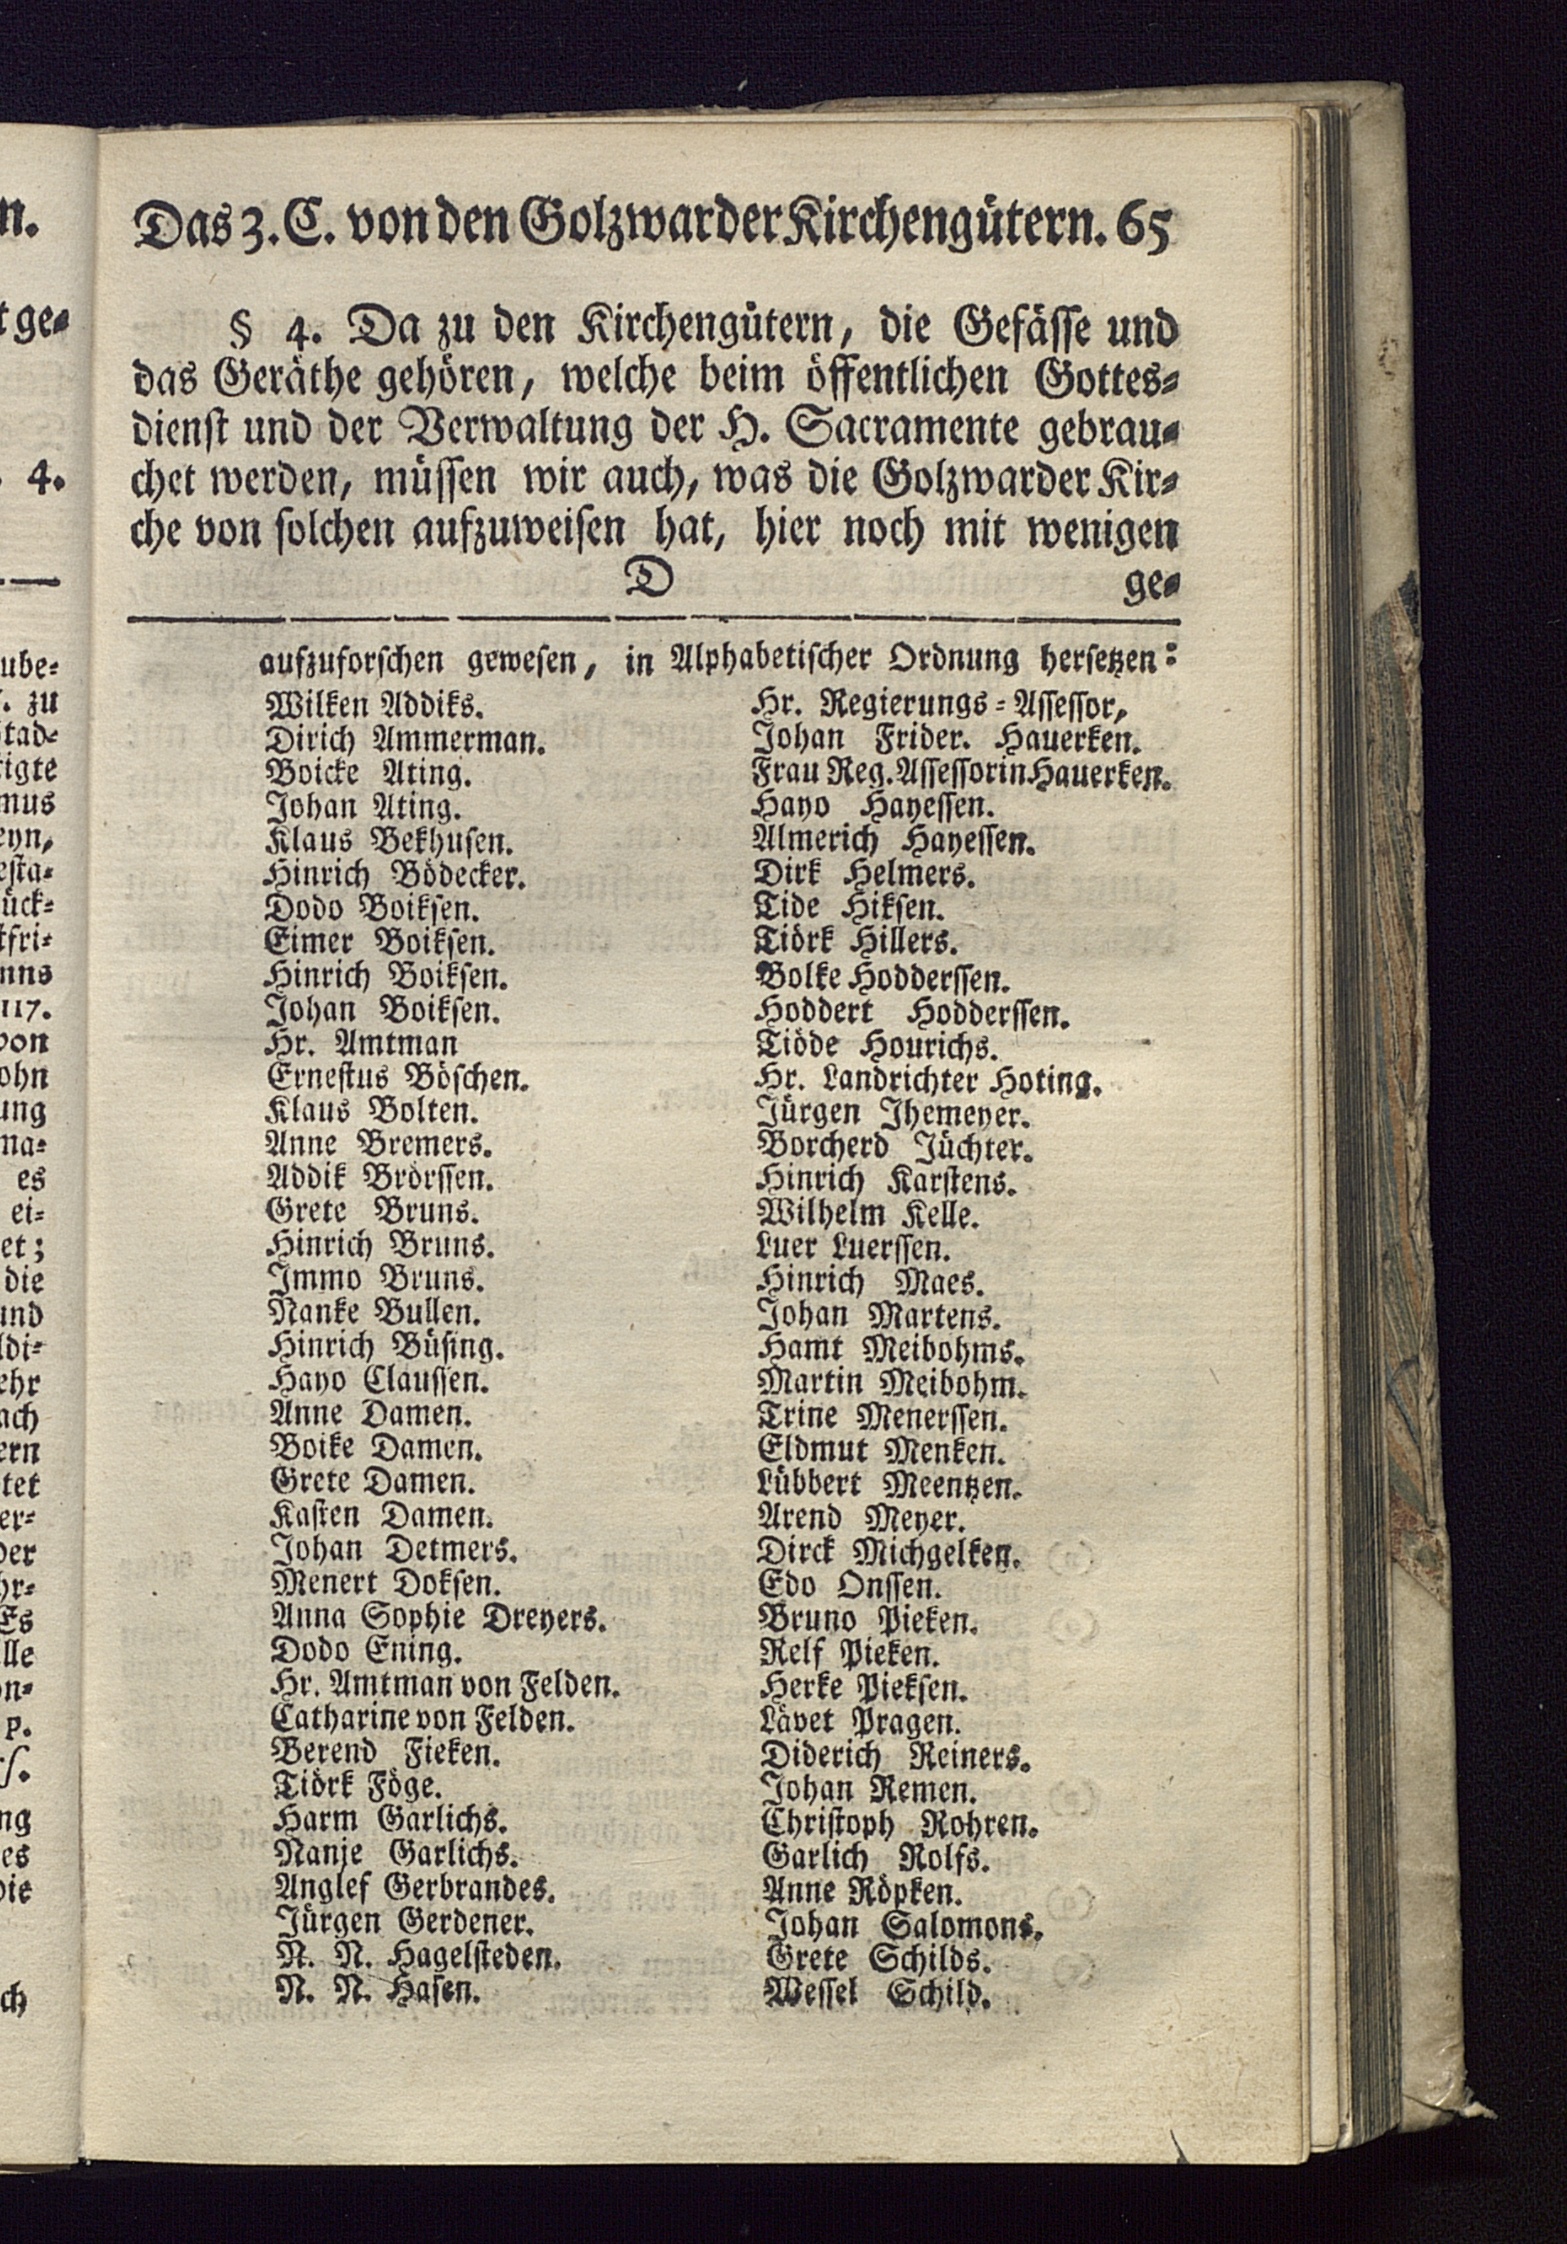 Das 3. C. von den Golzwarder Kirchengütern. 65
§ 4. Da zu den Kirchengütern, die Gefässe und
das Geräthe gehören, welche beim öffentlichen Gottes-
dienst und der Verwaltung der H. Sacramente gebrau-
chet werden, müssen wir auch, was die Golzwarder Kir-
che von solchen aufzuweisen hat, hier noch mit wenigen
D ge-
aufzuforschen gewesen, in Alphabetischer Ordnung hersetzen:
Wilken Addiks.
Dirich Ammerman.
Boicke Ating.
Johan Ating.
Klaus Bekhusen.
Hinrich Bödecker.
Dodo Boiksen.
Eimer Boiksen.
Hinrich Boiksen.
Johan Boiksen.
Hr. Amtman
Ernestus Böschen.
Klaus Bolten.
Anne Bremers.
Addik Brörssen.
Grete Bruns.
Hinrich Bruns.
Immo Bruns.
Nanke Bullen.
Hinrich Büsing.
Hayo Claussen.
Anne Damen.
Boike Damen.
Grete Damen.
Kasten Damen.
Johan Detmers.
Menert Doksen.
Anna Sophie Dreyers.
Dodo Ening.
Hr. Amtman von Felden.
Catharine von Felden.
Berend Fieken.
Tiörk Föge.
Harm Garlichs.
Nanje Garlichs.
Anglef Gerbrandes.
Jürgen Gerdener.
N. N. Hagelsteden.
N. N. Hasen.
Hr. Regierungs-Assessor,
Johan Frider. Hauerken.
Frau Reg. Assessorin Hauerken.
Hayo Hayessen.
Almerich Hayessen.
Dirk Helmers.
Tide Hiksen.
Tiörk Hillers.
Bolke Hodderssen.
Hoddert Hodderssen.
Tiöde Hourichs.
Hr. Landrichter Hoting.
Jürgen Ihemeyer.
Borcherd Jüchter.
Hinrich Karstens.
Wilhelm Kelle.
Luer Luerssen.
Hinrich Maes.
Johan Martens.
Hamt Meibohms.
Martin Meibohm.
Trine Menerssen.
Eldmut Menken.
Lübbert Meentzen.
Arend Meyer.
Dirck Michgelken.
Edo Onssen.
Bruno Pieken.
Relf Pieken.
Herke Pieksen.
Lävet Pragen.
Diderich Reiners.
Johan Remen.
Christoph Rohren.
Garlich Rolfs.
Anne Röpken.
Johan Salomons.
Grete Schilds.
Wessel Schild.